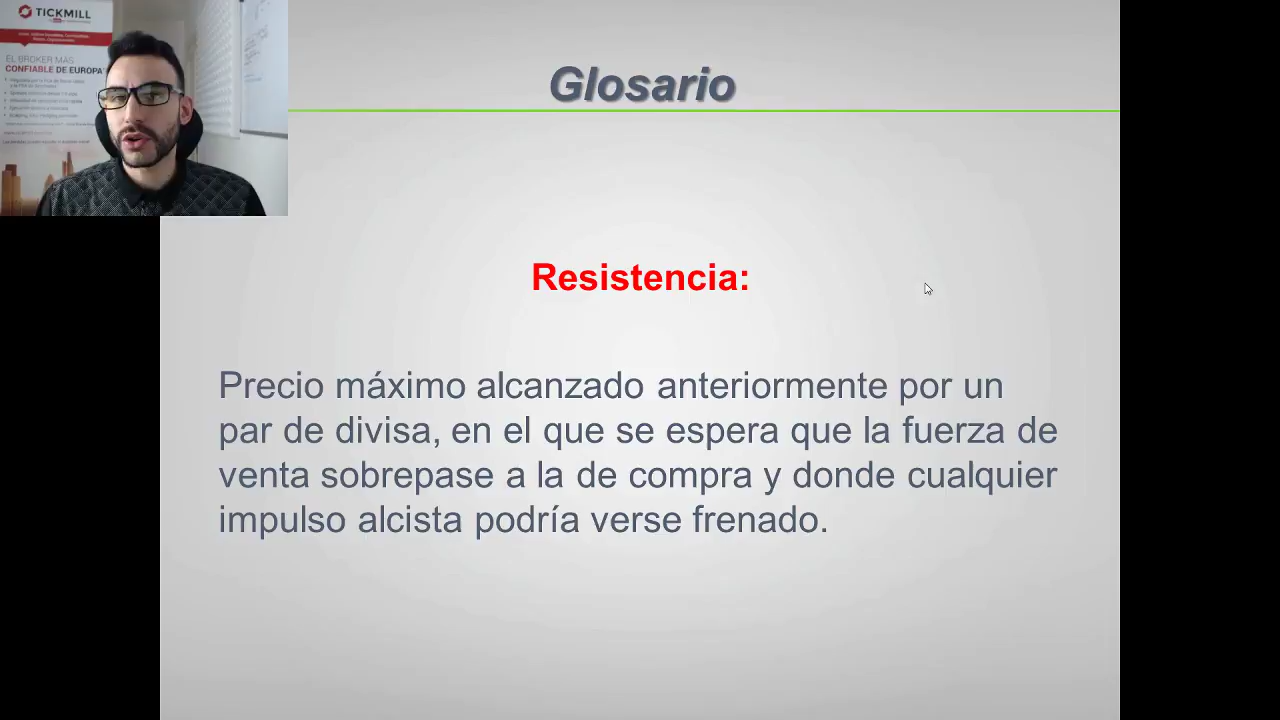 TICKMILL
EL BROKER MÁS
CONFIABLE DE EUROPA
Glosario
Resistencia:
Precio máximo alcanzado anteriormente por un
par de divisa, en el que se espera que la fuerza de
venta sobrepase a la de compra y donde cualquier
impulso alcista podría verse frenado.